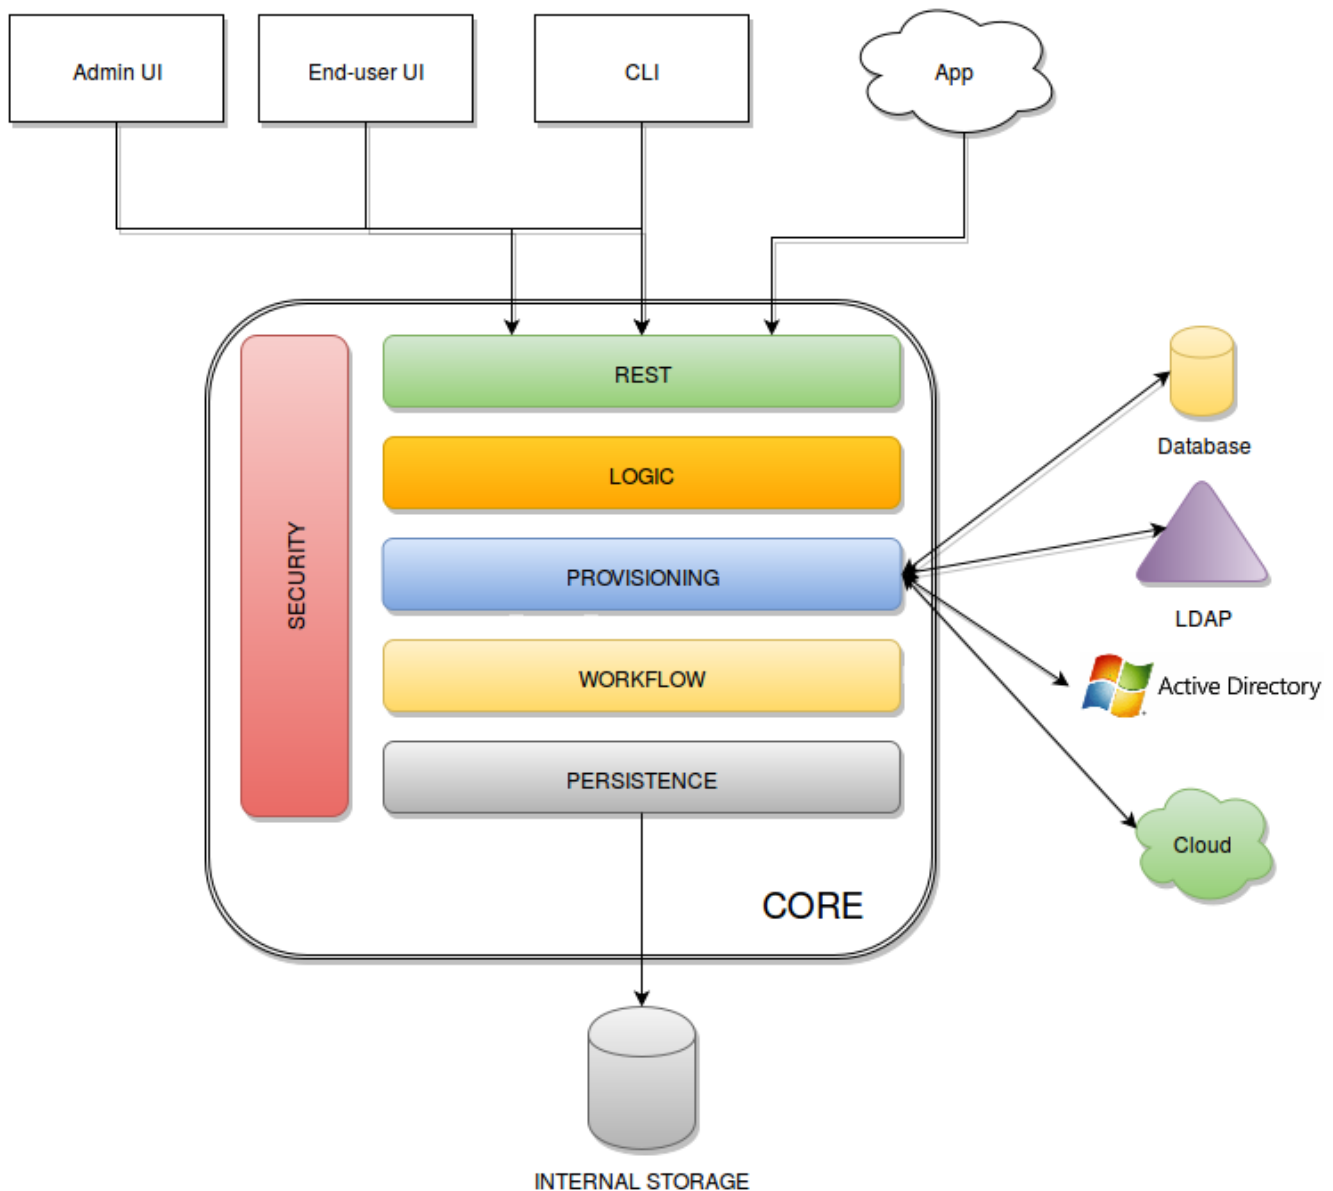 Admin UI
End-user UI
CLI
App
REST
LOGIC
SECURITY
PROVISIONING
WORKFLOW
PERSISTENCE
CORE
Database
LDAP
Active Directory
Cloud
INTERNAL STORAGE